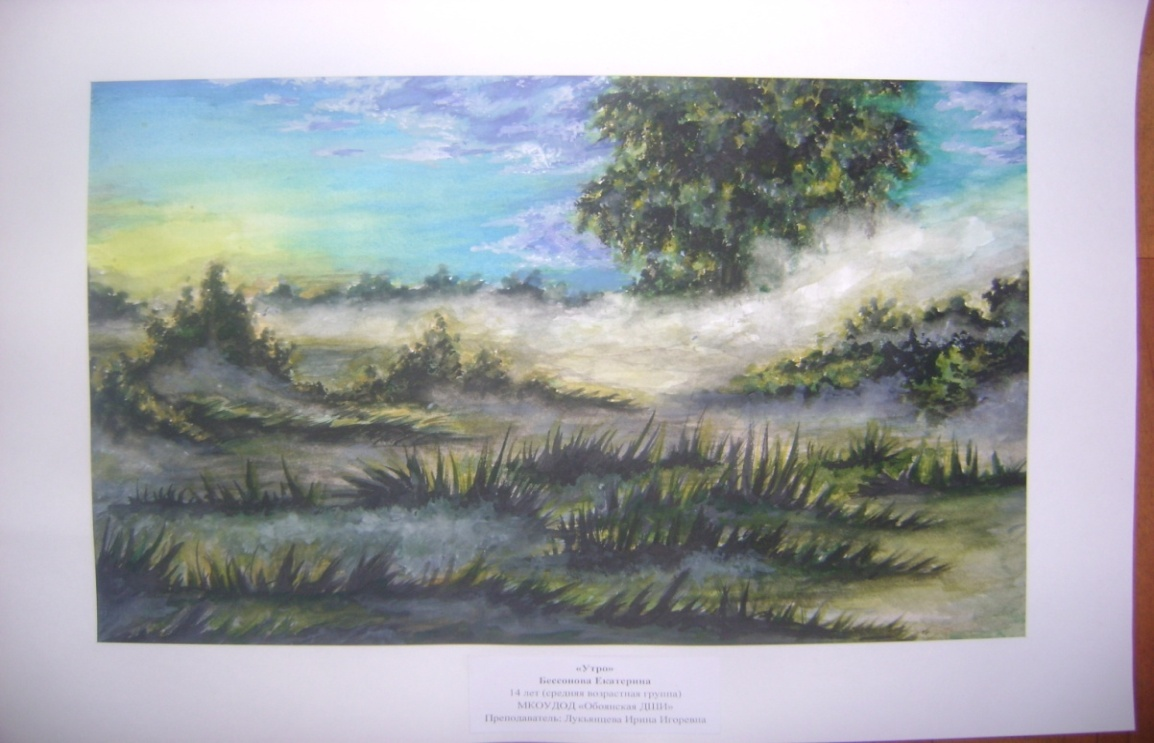 «Утро»
Бессонова Екатерина
14 лет (средняя возрастная группа)
МКОУДОД «Обоянская ДШИ»
Преподаватель: Лукьянцева Ирина Игоревна